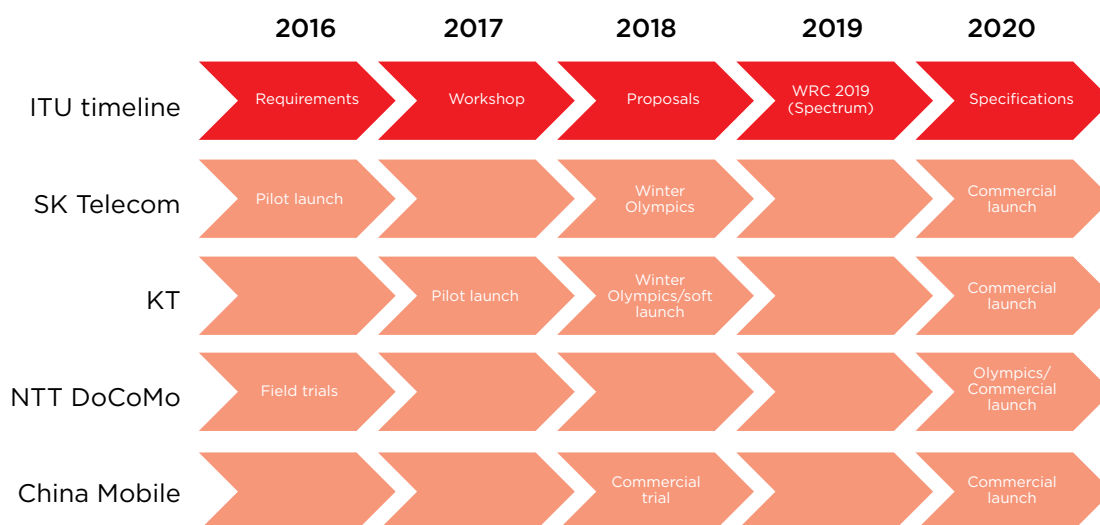 2016 2017 2018 2019 2020
ITU timeline
Requirements
Workshop
Proposals
WRC 2019
(Spectrum)
Specifications
SK Telecom
Pilot launch
Winter
Olympics
Commercial
launch
KT
Pilot launch
Winter
Olympics/soft
launch
Commercial
launch
NTT DoCoMo
Field trials
Olympics/
Commercial
launch
China Mobile
Commercial
trial
Commercial
launch